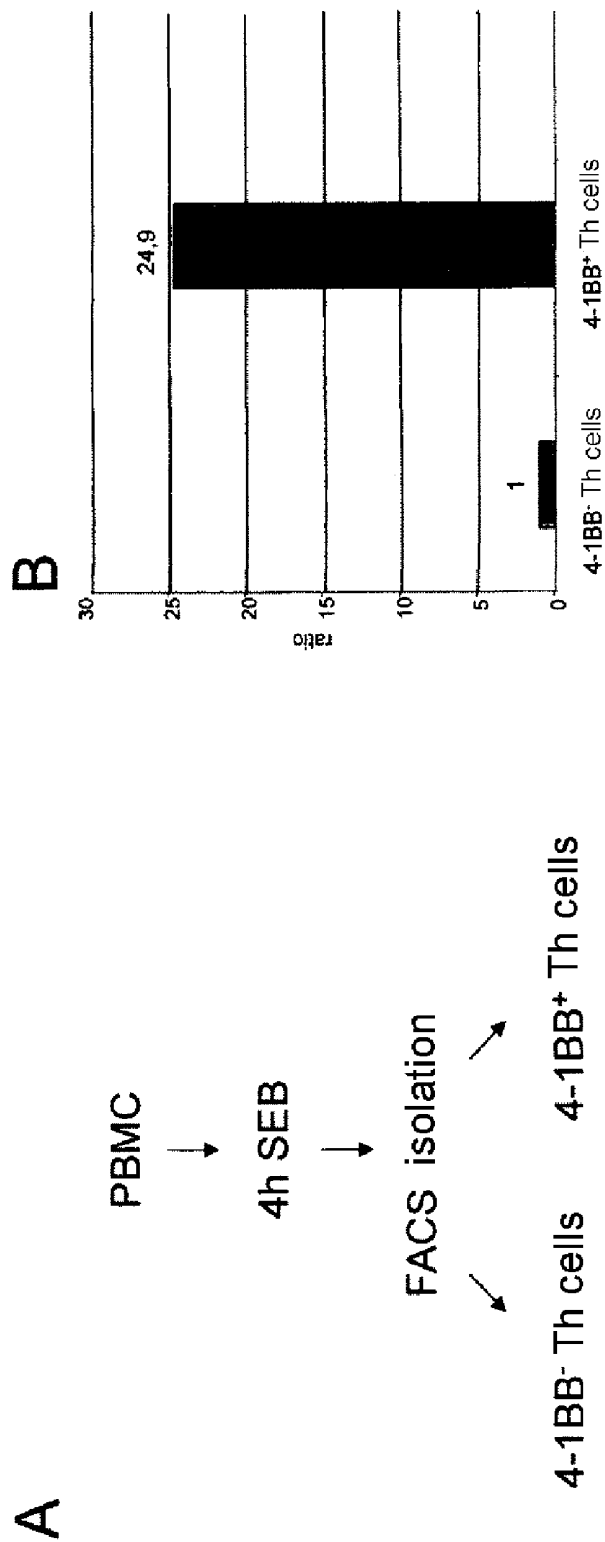 A
PBMC
4h SEB
FACS isolation
4-1BB- Th cells
4-1BB+ Th cells
B
30
25
20
15
10
5
0
ratio
1
24,9
4-1BB- Th cells
4-1BB+ Th cells